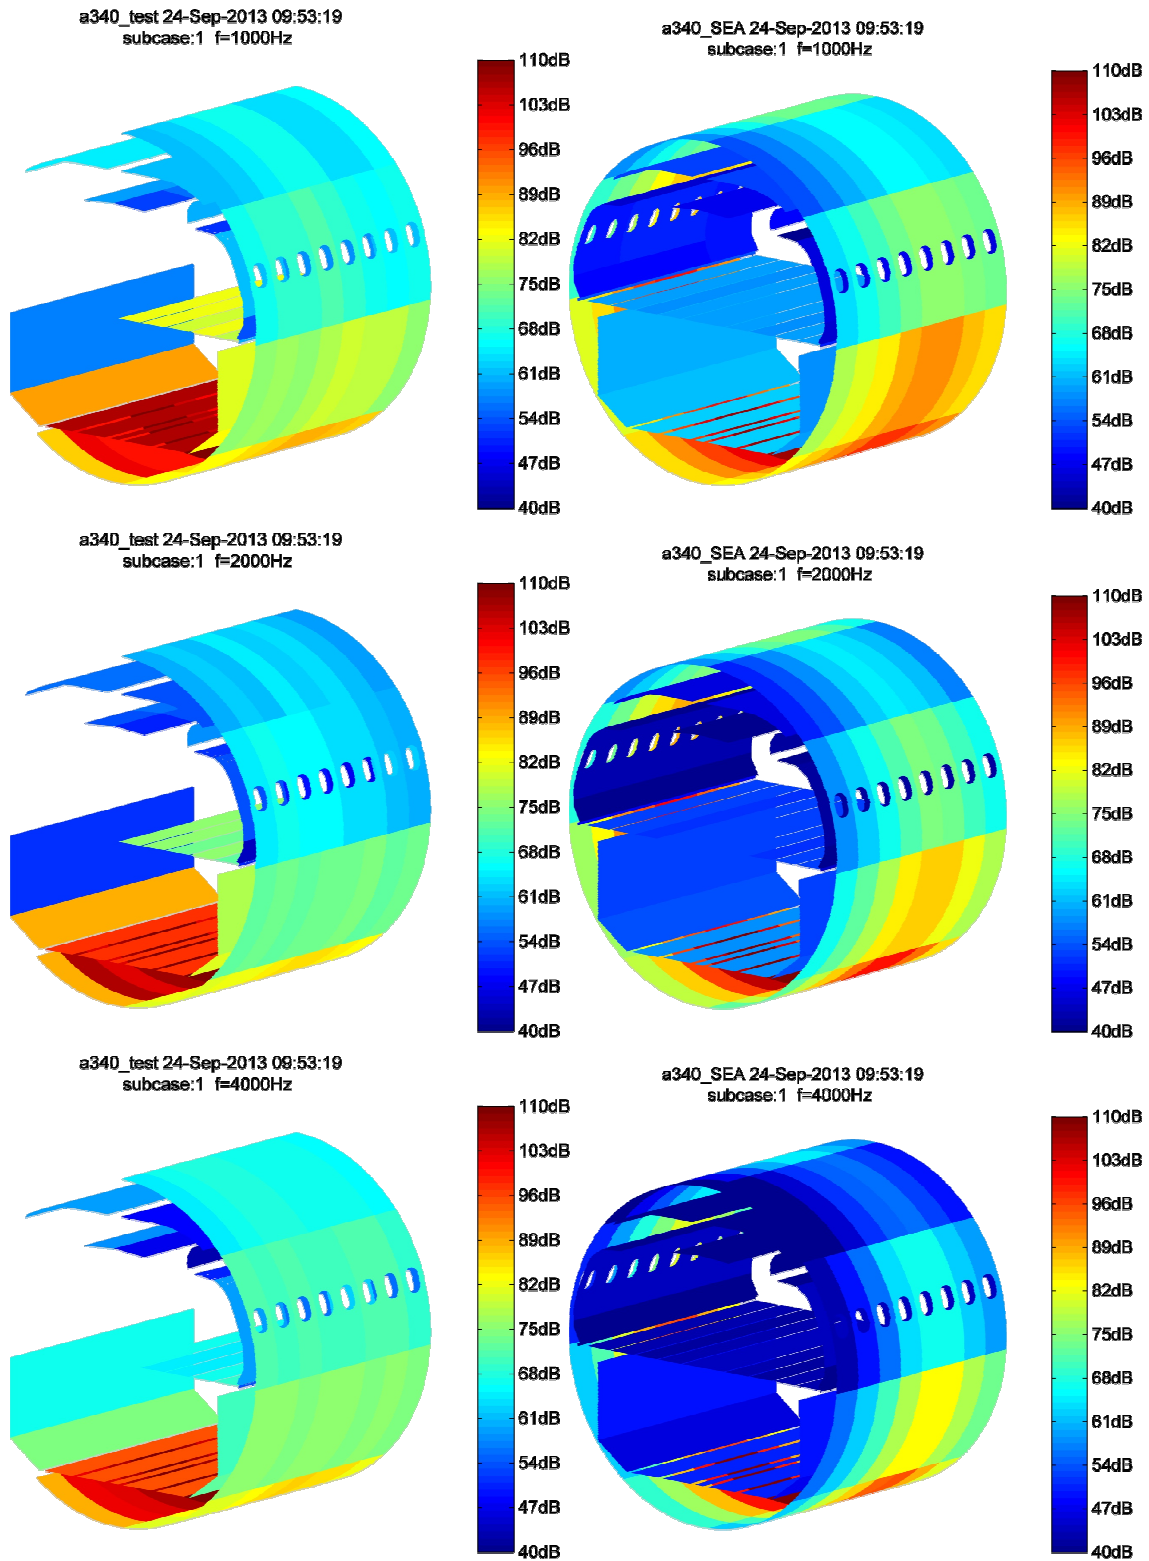 a340_test 24-Sep-2013 09:53:19
subcase:1 f=1000Hz
110dB
103dB
96dB
89dB
82dB
75dB
68dB
61dB
54dB
47dB
40dB
a340_SEA 24-Sep-2013 09:53:19
subcase:1 f=1000Hz
110dB
103dB
96dB
89dB
82dB
75dB
68dB
61dB
54dB
47dB
40dB
a340_test 24-Sep-2013 09:53:19
subcase:1 f=2000Hz
110dB
103dB
96dB
89dB
82dB
75dB
68dB
61dB
54dB
47dB
40dB
a340_SEA 24-Sep-2013 09:53:19
subcase:1 f=2000Hz
110dB
103dB
96dB
89dB
82dB
75dB
68dB
61dB
54dB
47dB
40dB
a340_test 24-Sep-2013 09:53:19
subcase:1 f=4000Hz
110dB
103dB
96dB
89dB
82dB
75dB
68dB
61dB
54dB
47dB
40dB
a340_SEA 24-Sep-2013 09:53:19
subcase:1 f=4000Hz
110dB
103dB
96dB
89dB
82dB
75dB
68dB
61dB
54dB
47dB
40dB